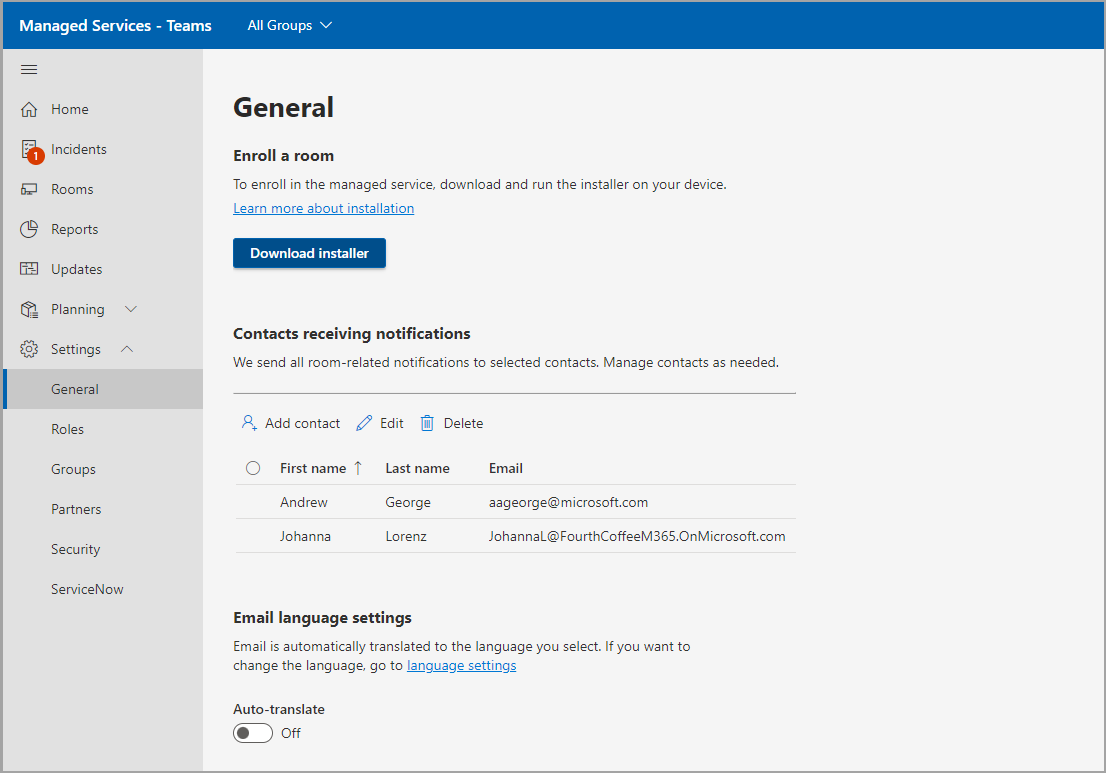 Managed Services - Teams
All Groups
Home
1
Incidents
Rooms
Reports
Updates
Planning
Settings
General
Roles
Groups
Partners
Security
ServiceNow
General
Enroll a room
To enroll in the managed service, download and run the installer on your device.
Learn more about installation
Download installer
Contacts receiving notifications
We send all room-related notifications to selected contacts. Manage contacts as needed.
Add contact Edit Delete
First name Last name Email
Andrew George aageorge@microsoft.com
Johanna Lorenz JohannaL@FourthCoffeeM365.OnMicrosoft.com
Email language settings
Email is automatically translated to the language you select. If you want to
change the language, go to language settings
Auto-translate
Off